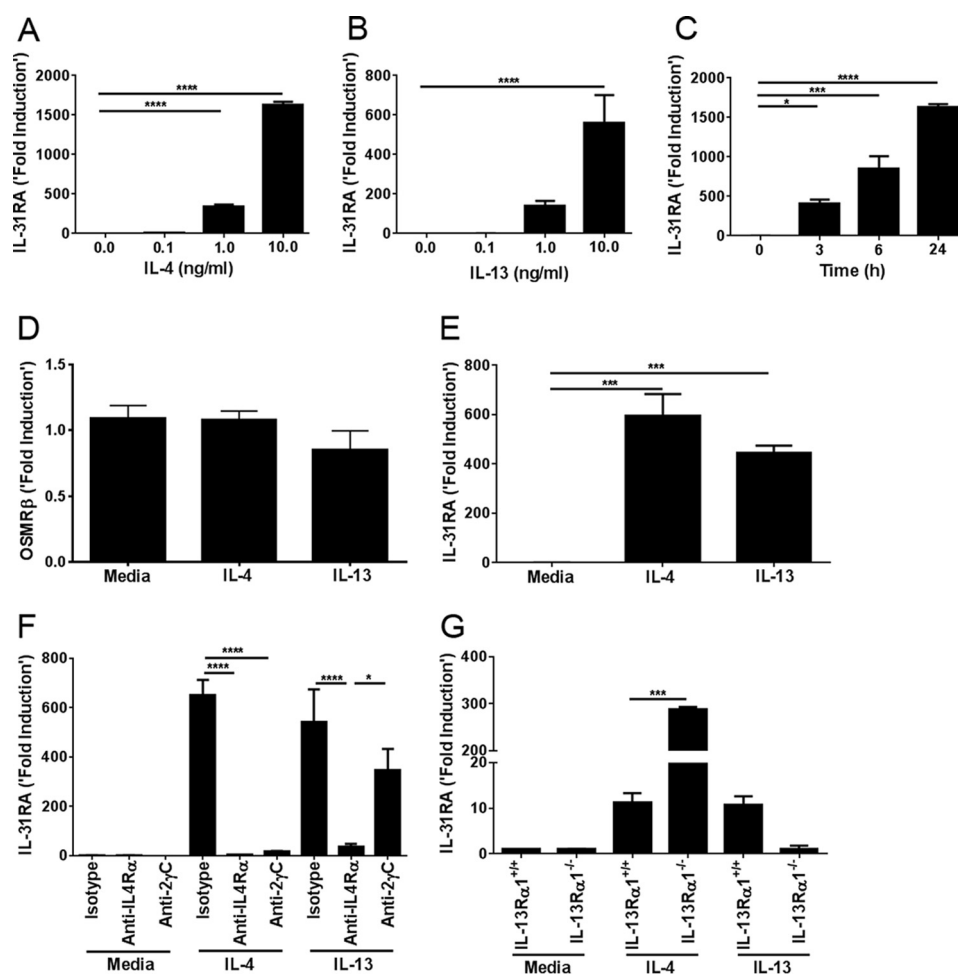 A
IL-31RA ('Fold Induction')
2000
1500
1000
500
0
****
****
0.0 0.1 1.0 10.0
IL-4 (ng/ml)
B
IL-31RA ('Fold Induction')
800
600
400
200
0
****
0.0 0.1 1.0 10.0
IL-13 (ng/ml)
C
IL-31RA ('Fold Induction')
2000
1500
1000
500
0
****
***
*
0 3 6 24
Time (h)
D
OSMRβ ('Fold Induction')
1.5
1.0
0.5
0.0
Media IL-4 IL-13
E
IL-31RA ('Fold Induction')
800
600
400
200
0
***
***
Media IL-4 IL-13
F
IL-31RA ('Fold Induction')
800
600
400
200
0
****
****
**** *
Isotype
Anti-IL4Rα
Anti-2γC
Isotype
Anti-IL4Rα
Anti-2γC
Isotype
Anti-IL4Rα
Anti-2γC
Media IL-4 IL-13
G
IL-31RA ('Fold Induction')
400
300
200
20
10
0
***
IL-13Rα1+/+
IL-13Rα1-/-
IL-13Rα1+/+
IL-13Rα1-/-
IL-13Rα1+/+
IL-13Rα1-/-
Media IL-4 IL-13